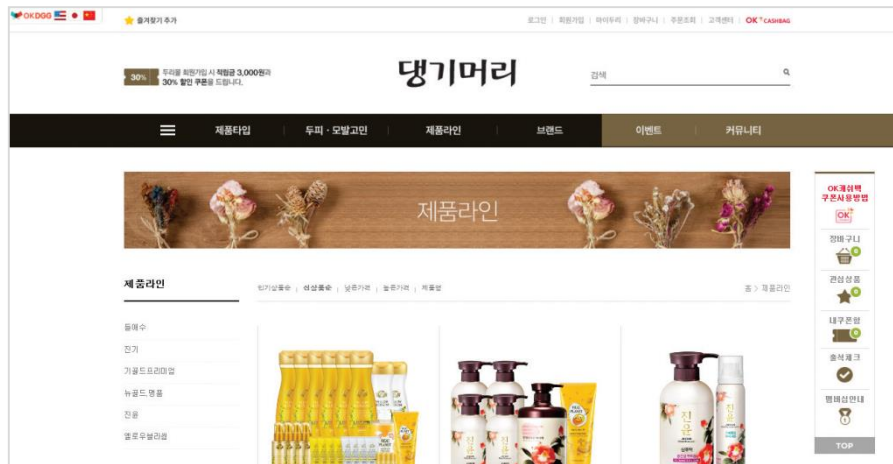 OKDGG
즐겨찾기 추가
로그인 | 회원가입 | 마이두리 | 장바구니 | 주문조회 | 고객센터 | OK CASHBAG
30%
두리몰 회원가입 시 적립금 3,000원과
30% 할인 쿠폰을 드립니다.
댕기머리
검색
제품타입 두피 · 모발고민 제품라인 브랜드 이벤트 커뮤니티
제품라인
OK캐쉬백
쿠폰사용방법
OK
장바구니
0
관심상품
0
내쿠폰함
0
출석체크
멤버십안내
TOP
제품라인
인기상품순 | 신상품순 | 낮은가격 | 높은가격 | 제품명
홈 > 제품라인
들애수
진기
기골드프리미엄
뉴골드,명품
진윤
옐로우블러썸
진윤
진윤